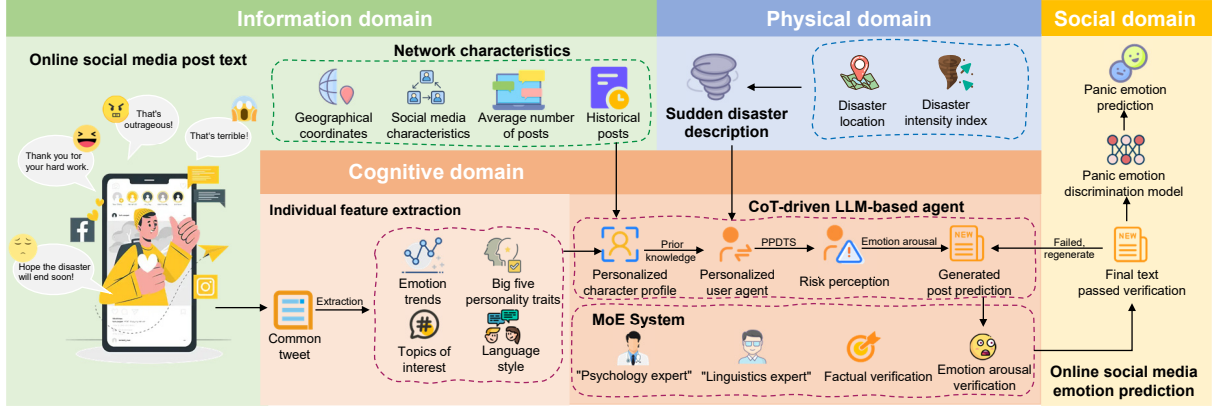 Information domain
Physical domain
Social domain
Online social media post text
That's
outrageous!
That's terrible!
Thank you for
your hard work.
Hope the disaster
will end soon!
Network characteristics
Geographical
coordinates
Social media
characteristics
Average number
of posts
Historical
posts
Sudden disaster
description
Disaster
location
Disaster
intensity index
Cognitive domain
Individual feature extraction
Common
tweet
Extraction
Emotion
trends
Big five
personality traits
Topics of
interest
Language
style
CoT-driven LLM-based agent
Personalized
character profile
Prior
knowledge
Personalized
user agent
PPDTS
Risk perception
Emotion arousal
NEW
Generated
post prediction
MoE System
"Psychology expert"
"Linguistics expert"
Factual verification
Emotion arousal
verification
Panic emotion
prediction
Panic emotion
discrimination model
Failed,
regenerate
NEW
Final text
passed verification
Online social media
emotion prediction